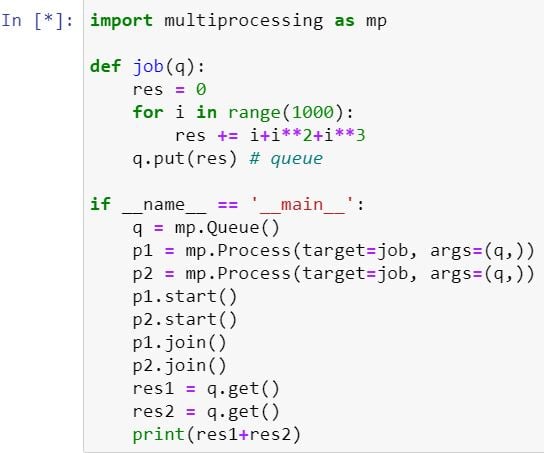 In [*]: import multiprocessing as mp
def job(q):
    res = 0
    for i in range(1000):
        res += i+i**2+i**3
    q.put(res) # queue
if __name__ == '__main__':
    q = mp.Queue()
    p1 = mp.Process(target=job, args=(q,))
    p2 = mp.Process(target=job, args=(q,))
    p1.start()
    p2.start()
    p1.join()
    p2.join()
    res1 = q.get()
    res2 = q.get()
    print(res1+res2)